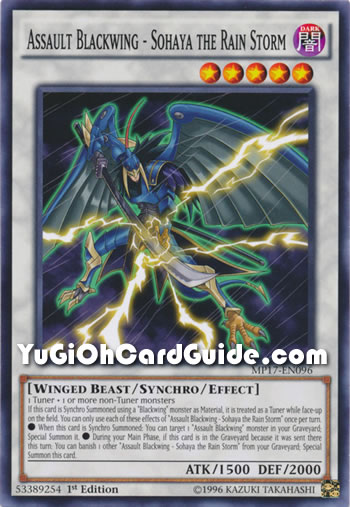 ASSAULT BLACKWING - SOHAYA THE RAIN STORM
DARK
闇
YuGiOhCardGuide.com
MP17-EN096
[WINGED BEAST/SYNCHRO/EFFECT]
1 Tuner + 1 or more non-Tuner monsters
If this card is Synchro Summoned using a "Blackwing" monster as Material, it is treated as a Tuner while face-up
on the field. You can only use each of these effects of "Assault Blackwing - Sohaya the Rain Storm" once per turn.
● When this card is Synchro Summoned: You can target 1 "Assault Blackwing" monster in your Graveyard;
Special Summon it. ● During your Main Phase, if this card is in the Graveyard because it was sent there
this turn: You can banish 1 other "Assault Blackwing - Sohaya the Rain Storm" from your Graveyard; Special
Summon this card.
ATK/1500 DEF/2000
53389254 1st Edition ©1996 KAZUKI TAKAHASHI